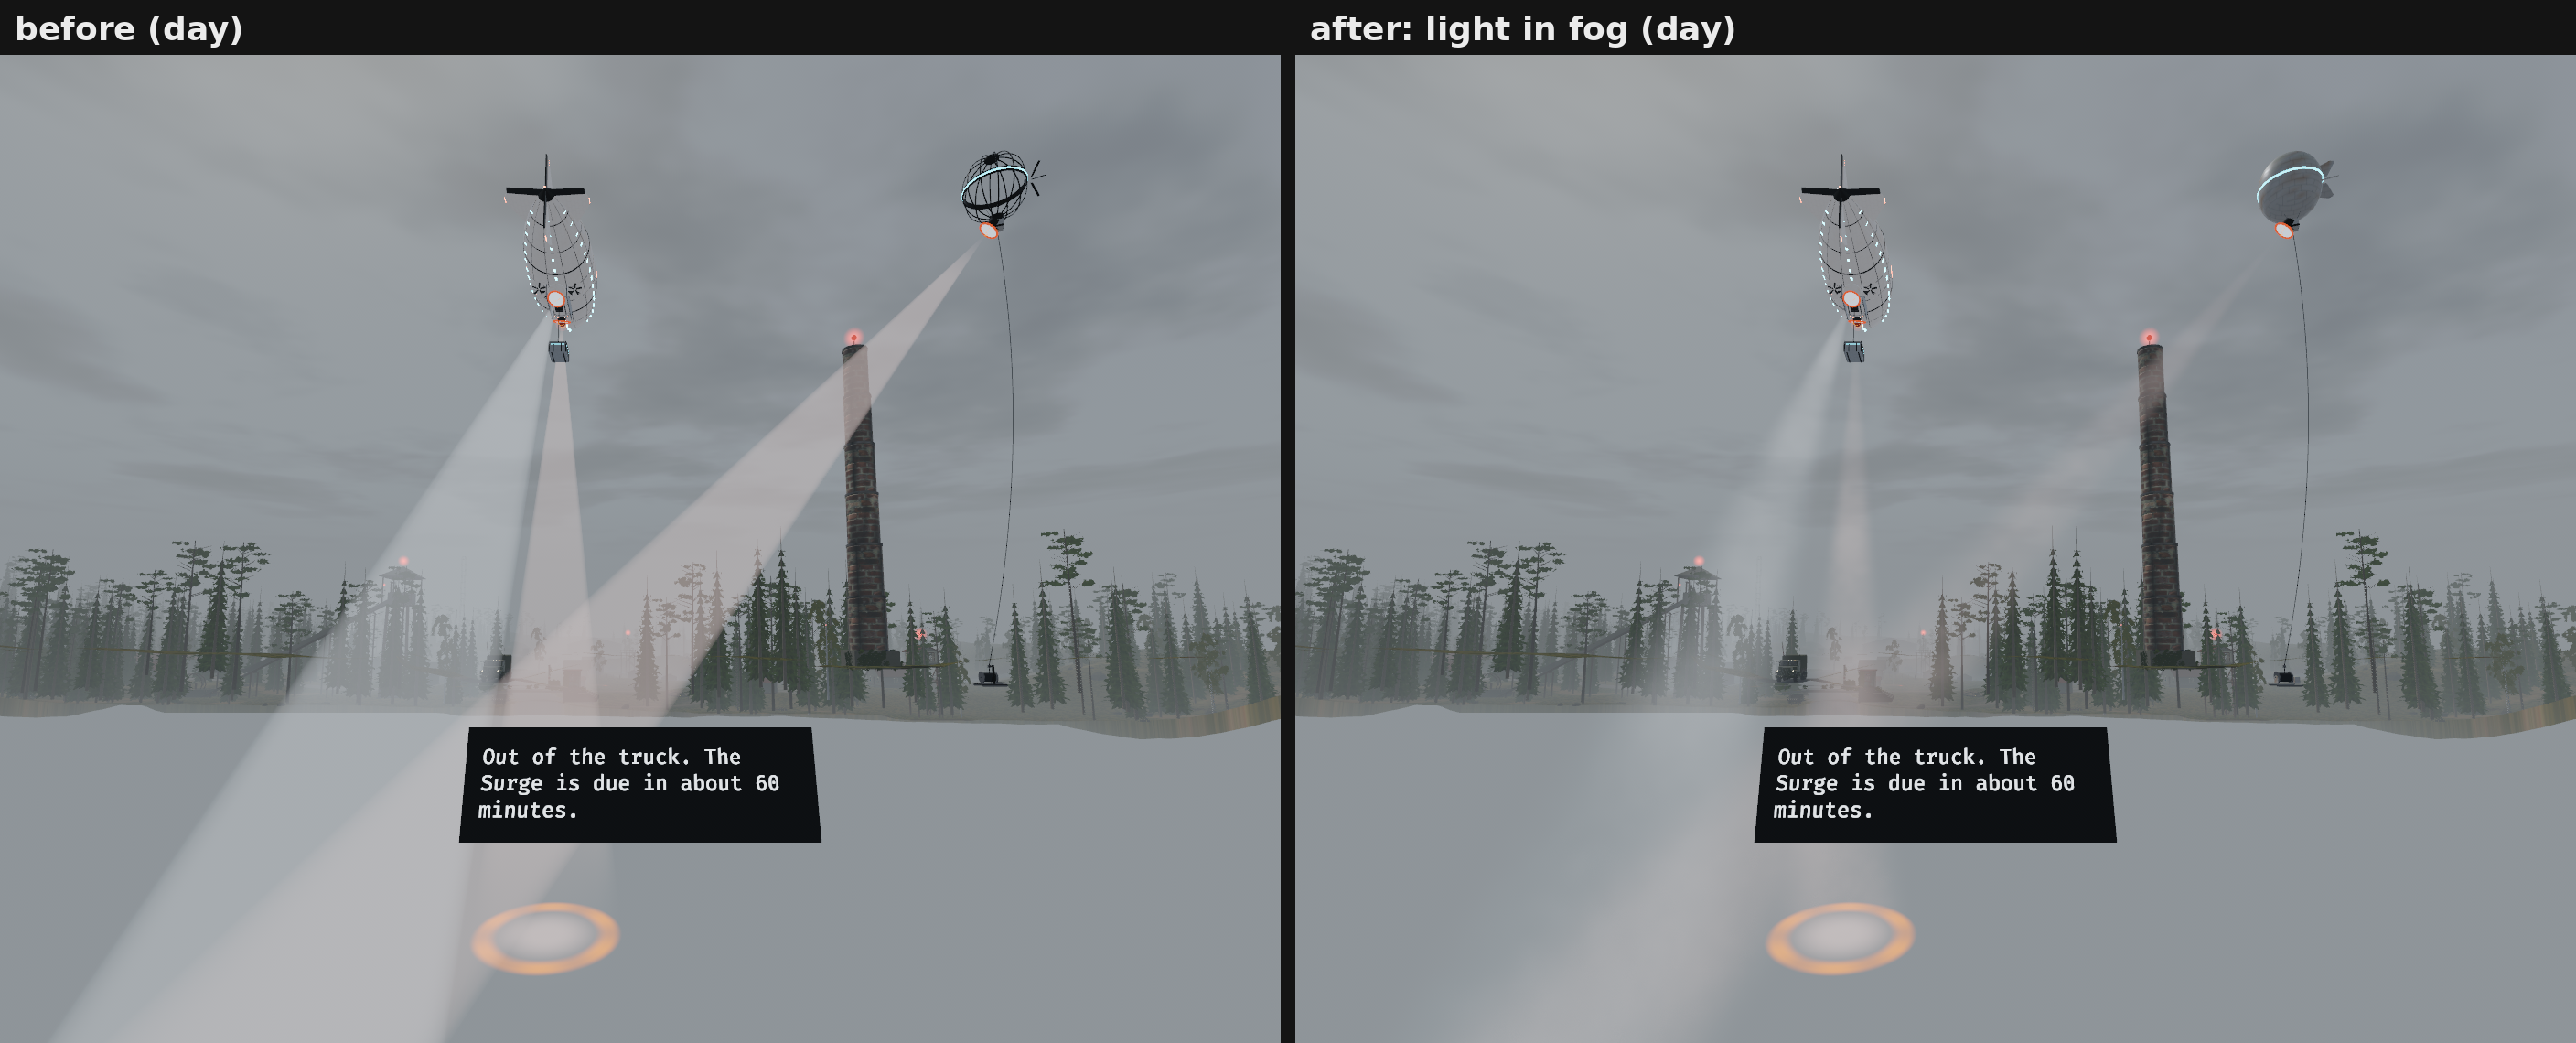 before (day)
after: light in fog (day)
Out of the truck. The
Surge is due in about 60
minutes.
Out of the truck. The
Surge is due in about 60
minutes.